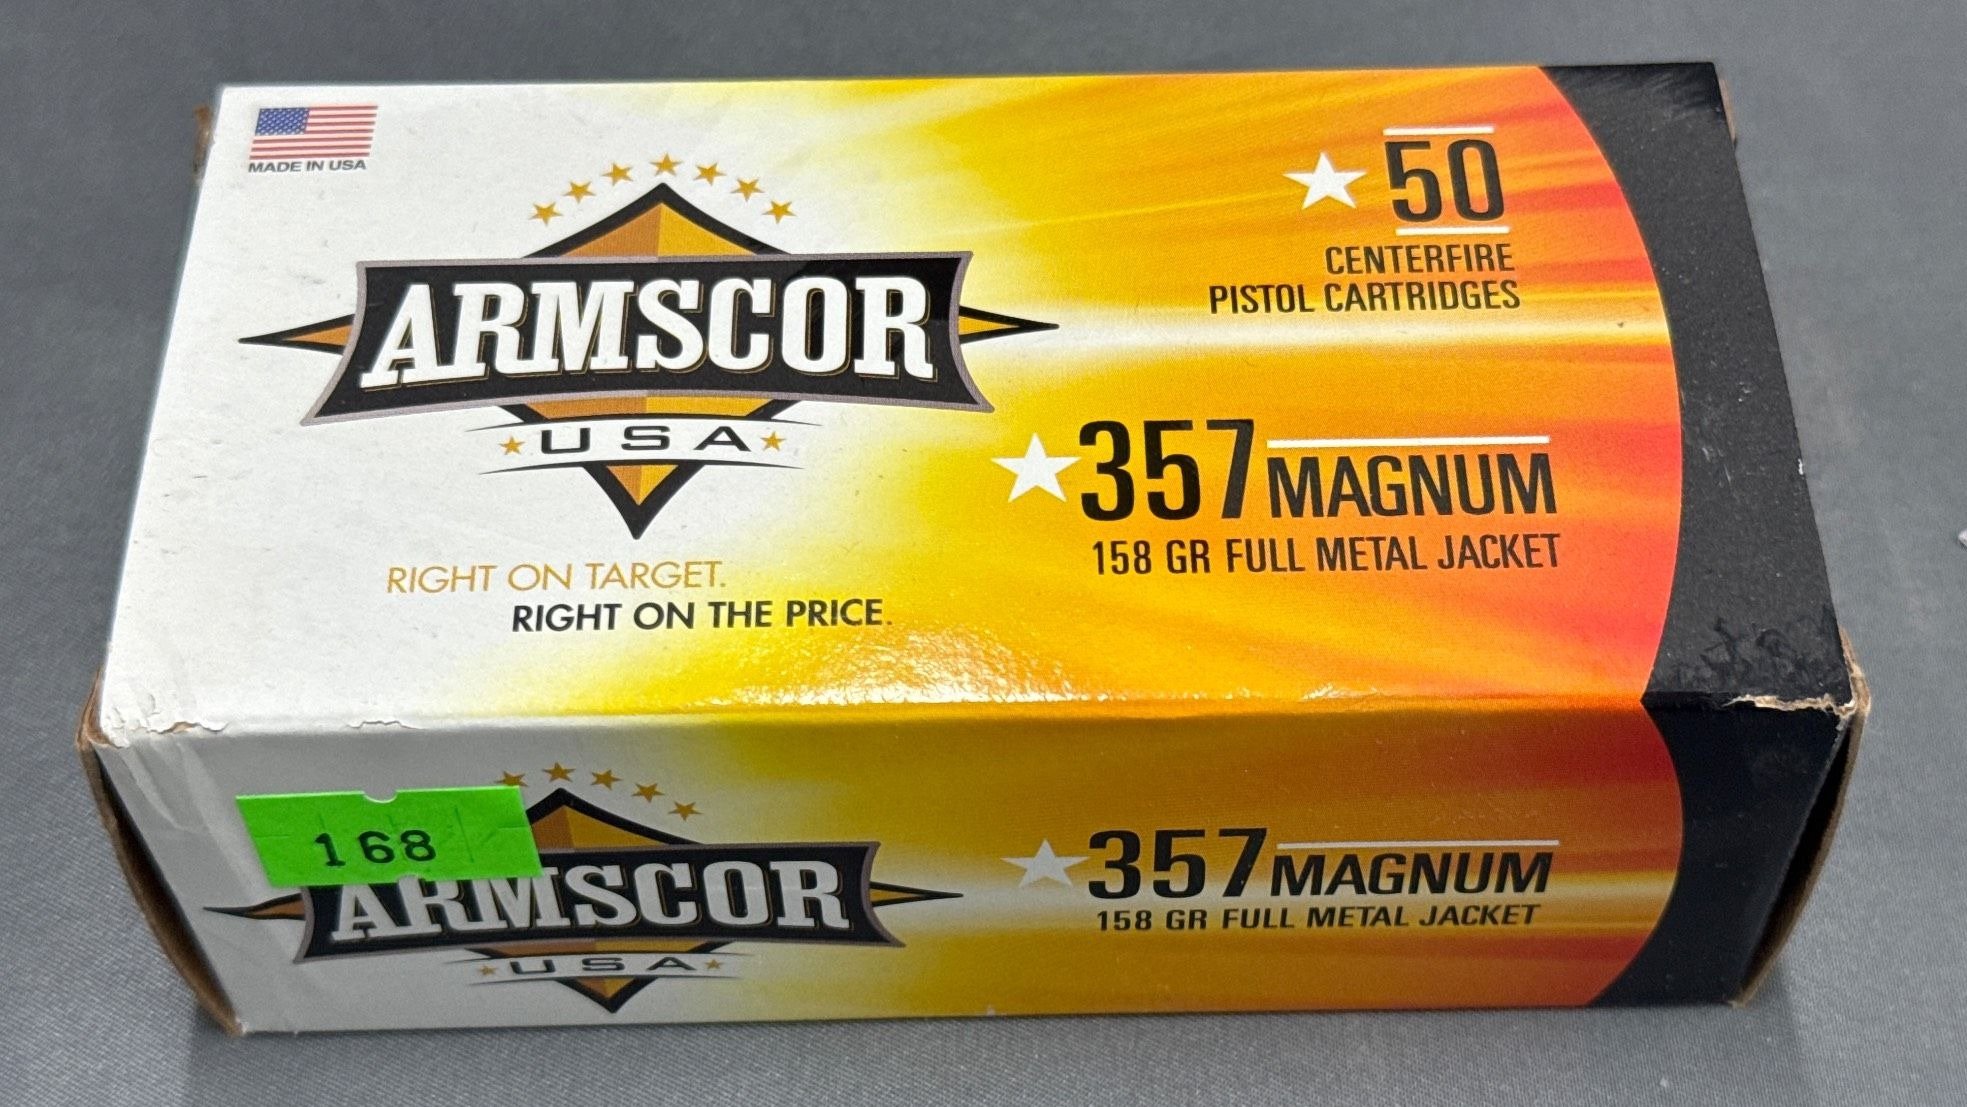 MADE IN USA
ARMSCOR
USA
RIGHT ON TARGET.
RIGHT ON THE PRICE.
50
CENTERFIRE
PISTOL CARTRIDGES
357 MAGNUM
158 GR FULL METAL JACKET
168
ARMSCOR
USA
357 MAGNUM
158 GR FULL METAL JACKET